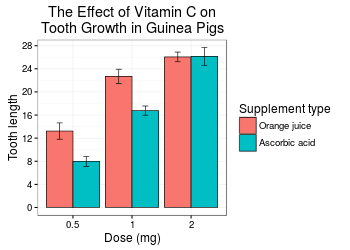 The Effect of Vitamin C on
Tooth Growth in Guinea Pigs
28
24
20
16
12
8
4
0
Tooth length
0.5
1
2
Dose (mg)
Supplement type
Orange juice
Ascorbic acid